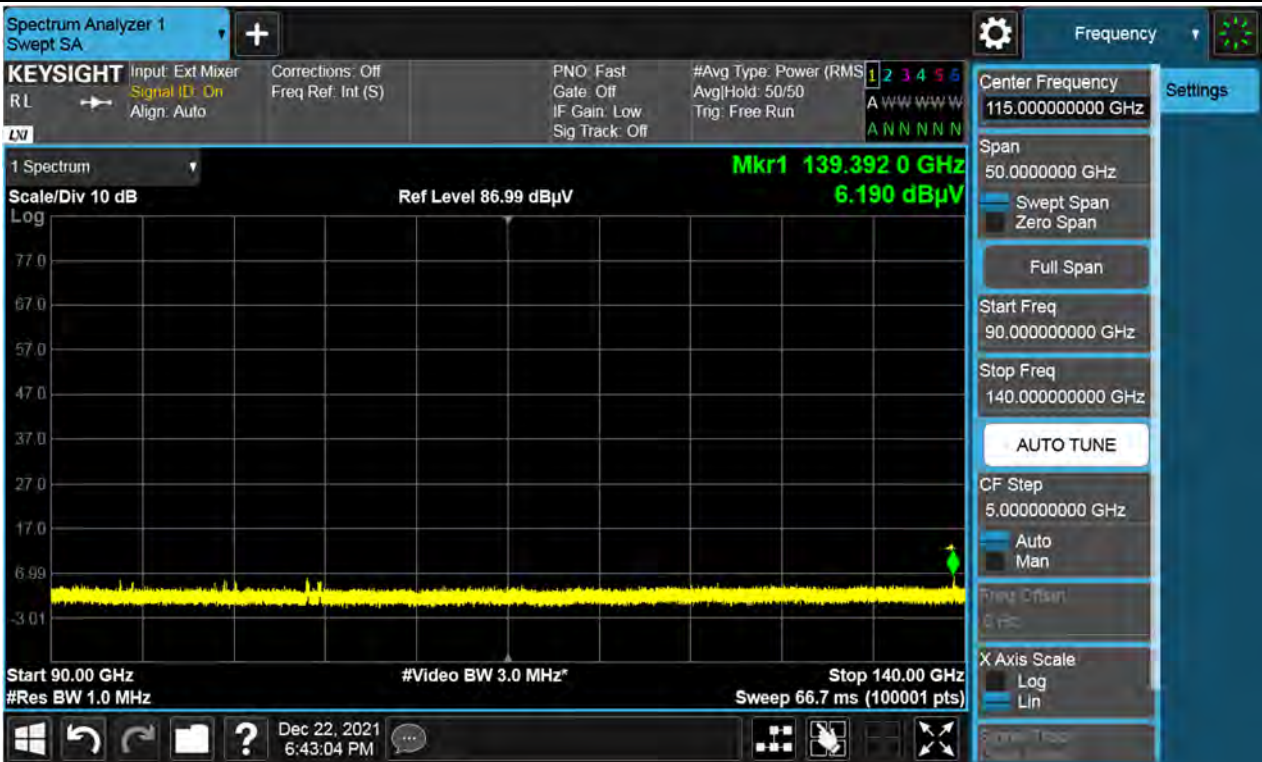 Spectrum Analyzer 1
Swept SA
+
Frequency
KEYSIGHT
RL
LXI
Input: Ext Mixer
Signal ID: On
Align: Auto
Corrections: Off
Freq Ref: Int (S)
PNO: Fast
Gate: Off
IF Gain: Low
Sig Track: Off
#Avg Type: Power (RMS
Avg|Hold: 50/50
Trig: Free Run
1 2 3 4 5 6
A W W W W W
A N N N N N
1 Spectrum
Scale/Div 10 dB
Log
Ref Level 86.99 dBµV
Mkr1 139.392 0 GHz
6.190 dBµV
77.0
67.0
57.0
47.0
37.0
27.0
17.0
6.99
-3.01
Start 90.00 GHz
#Res BW 1.0 MHz
#Video BW 3.0 MHz*
Stop 140.00 GHz
Sweep 66.7 ms (100001 pts)
Center Frequency
115.000000000 GHz
Settings
Span
50.0000000 GHz
Swept Span
Zero Span
Full Span
Start Freq
90.000000000 GHz
Stop Freq
140.000000000 GHz
AUTO TUNE
CF Step
5.000000000 GHz
Auto
Man
Freq Offset
0 Hz
X Axis Scale
Log
Lin
?
Dec 22, 2021
6:43:04 PM